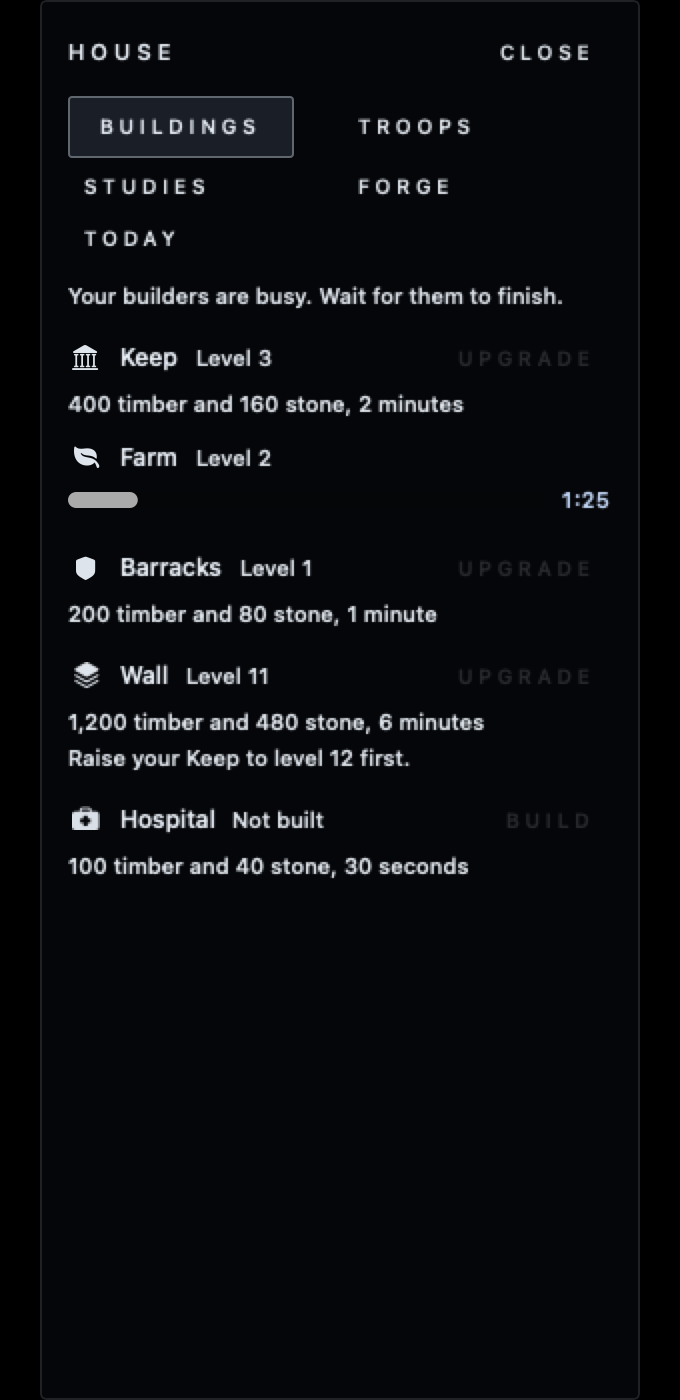 HOUSE CLOSE
BUILDINGS TROOPS
STUDIES FORGE
TODAY
Your builders are busy. Wait for them to finish.
Keep Level 3 UPGRADE
400 timber and 160 stone, 2 minutes
Farm Level 2
1:25
Barracks Level 1 UPGRADE
200 timber and 80 stone, 1 minute
Wall Level 11 UPGRADE
1,200 timber and 480 stone, 6 minutes
Raise your Keep to level 12 first.
Hospital Not built BUILD
100 timber and 40 stone, 30 seconds